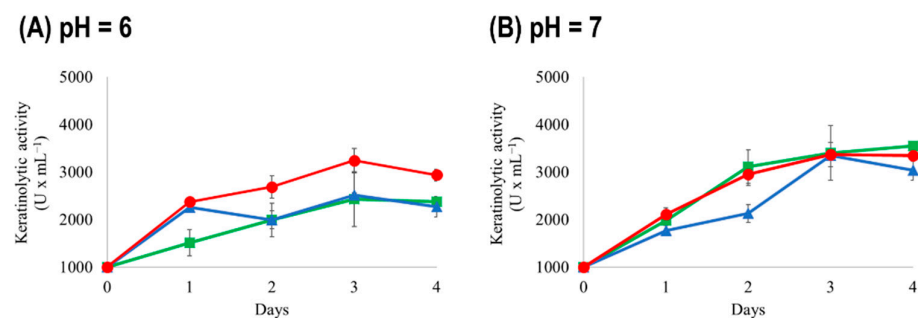 (A) pH = 6
(B) pH = 7
Keratinolytic activity
(U x mL⁻¹)
5000
4000
3000
2000
1000
0 1 2 3 4
Days
Keratinolytic activity
(U x mL⁻¹)
5000
4000
3000
2000
1000
0 1 2 3 4
Days